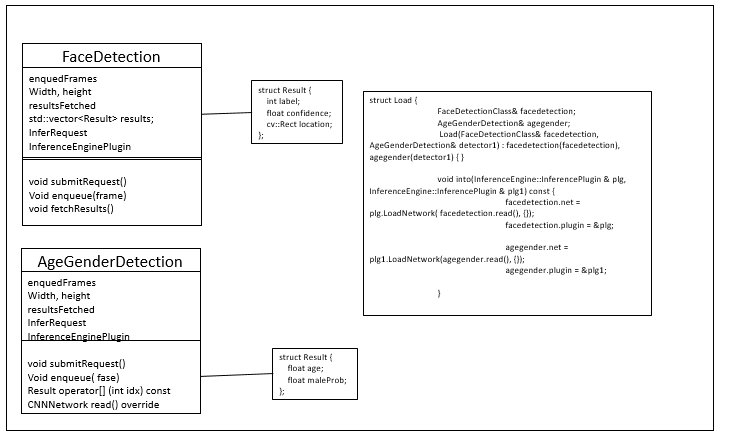 FaceDetection
enquedFrames
Width, height
resultsFetched
std::vector<Result> results;
InferRequest
InferenceEnginePlugin
void submitRequest()
Void enqueue(frame)
void fetchResults()
struct Result {
int label;
float confidence;
cv::Rect location;
};
struct Load {
FaceDetectionClass& facedetection;
AgeGenderDetection& agegender;
Load(FaceDetectionClass& facedetection,
AgeGenderDetection& detector1) : facedetection(facedetection),
agegender(detector1) { }
void into(InferenceEngine::InferencePlugin & plg,
InferenceEngine::InferencePlugin & plg1) const {
facedetection.net =
plg.LoadNetwork( facedetection.read(), {});
facedetection.plugin = &plg;
agegender.net =
plg1.LoadNetwork(agegender.read(), {});
agegender.plugin = &plg1;
}
AgeGenderDetection
enquedFrames
Width, height
resultsFetched
InferRequest
InferenceEnginePlugin
void submitRequest()
Void enqueue( fase)
Result operator[] (int idx) const
CNNNetwork read() override
struct Result {
float age;
float maleProb;
};